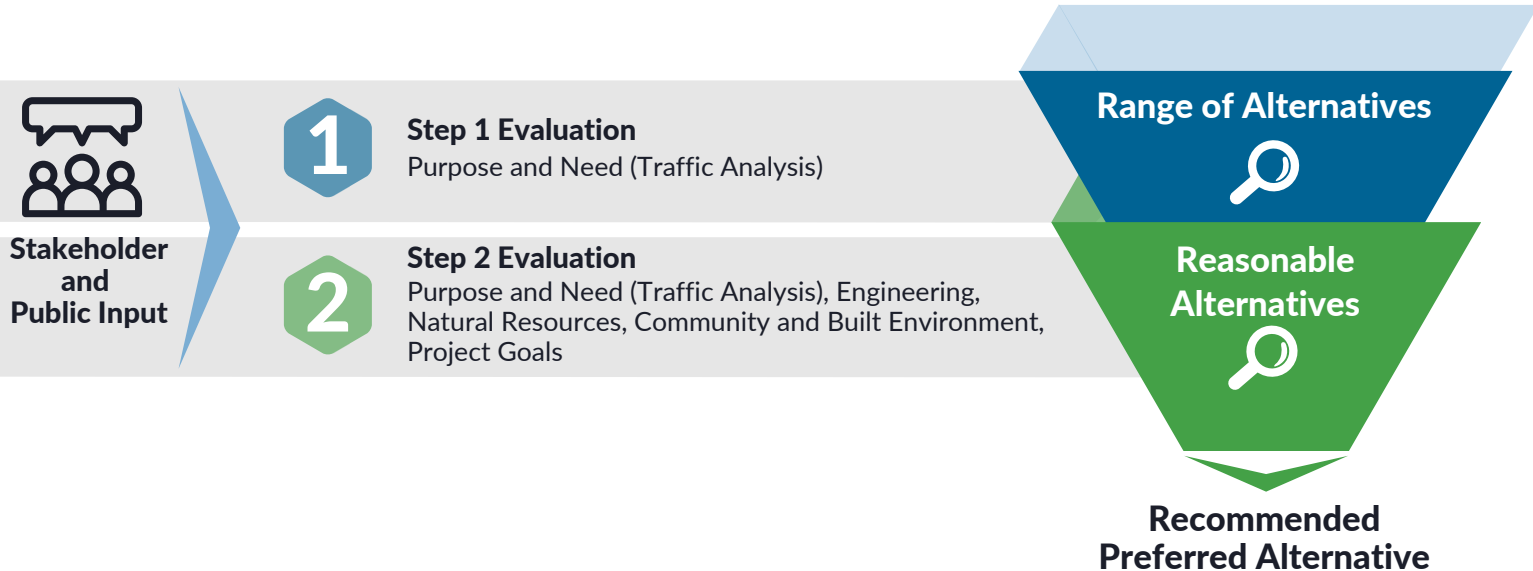 Stakeholder
and
Public Input
1
Step 1 Evaluation
Purpose and Need (Traffic Analysis)
2
Step 2 Evaluation
Purpose and Need (Traffic Analysis), Engineering,
Natural Resources, Community and Built Environment,
Project Goals
Range of Alternatives
Reasonable
Alternatives
Recommended
Preferred Alternative